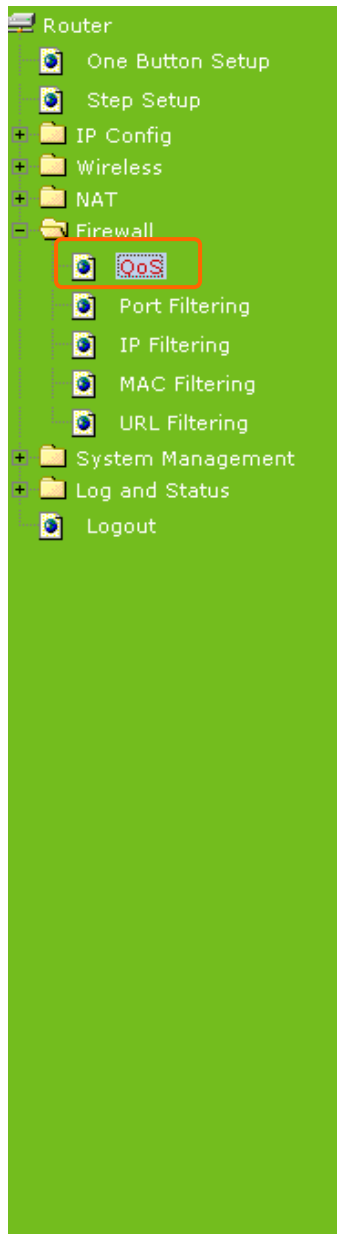 Router
One Button Setup
Step Setup
IP Config
Wireless
NAT
Firewall
QoS
Port Filtering
IP Filtering
MAC Filtering
URL Filtering
System Management
Log and Status
Logout